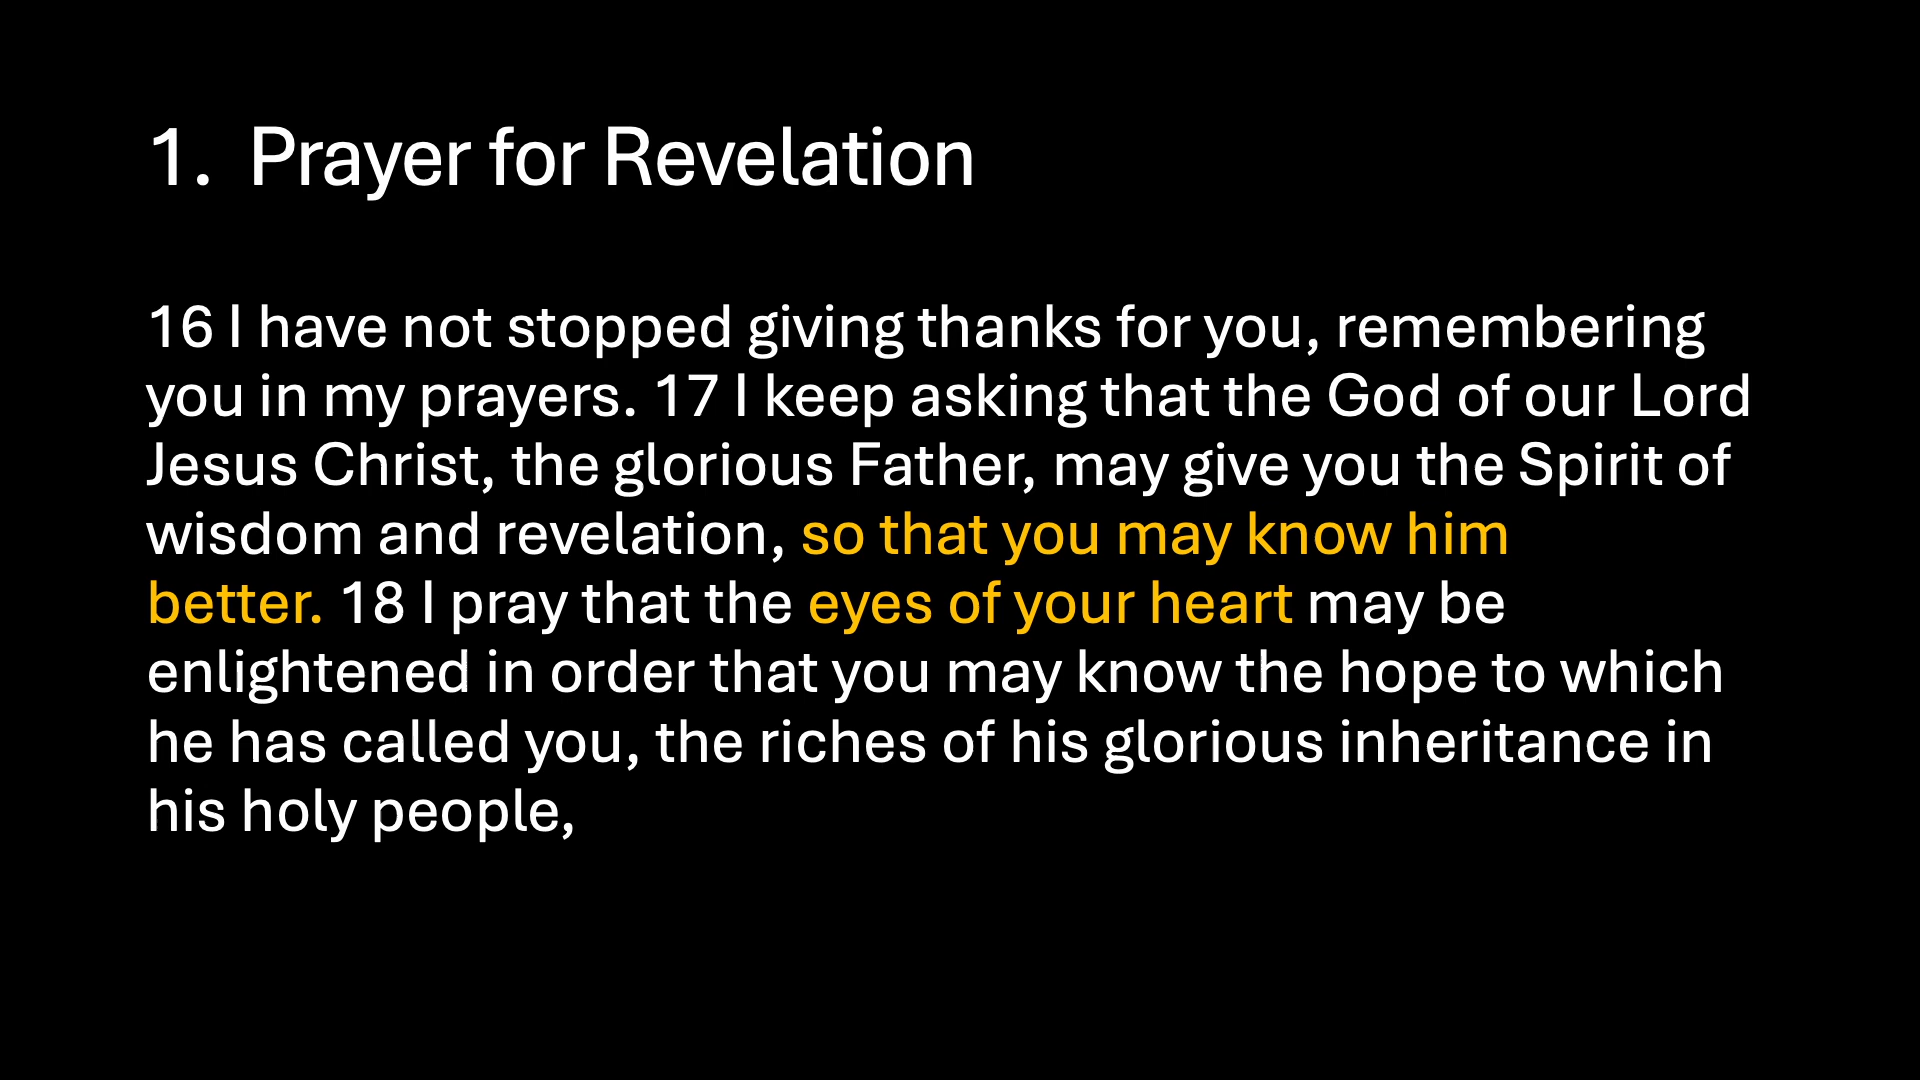 1. Prayer for Revelation
16 I have not stopped giving thanks for you, remembering
you in my prayers. 17 I keep asking that the God of our Lord
Jesus Christ, the glorious Father, may give you the Spirit of
wisdom and revelation, so that you may know him
better. 18 I pray that the eyes of your heart may be
enlightened in order that you may know the hope to which
he has called you, the riches of his glorious inheritance in
his holy people,